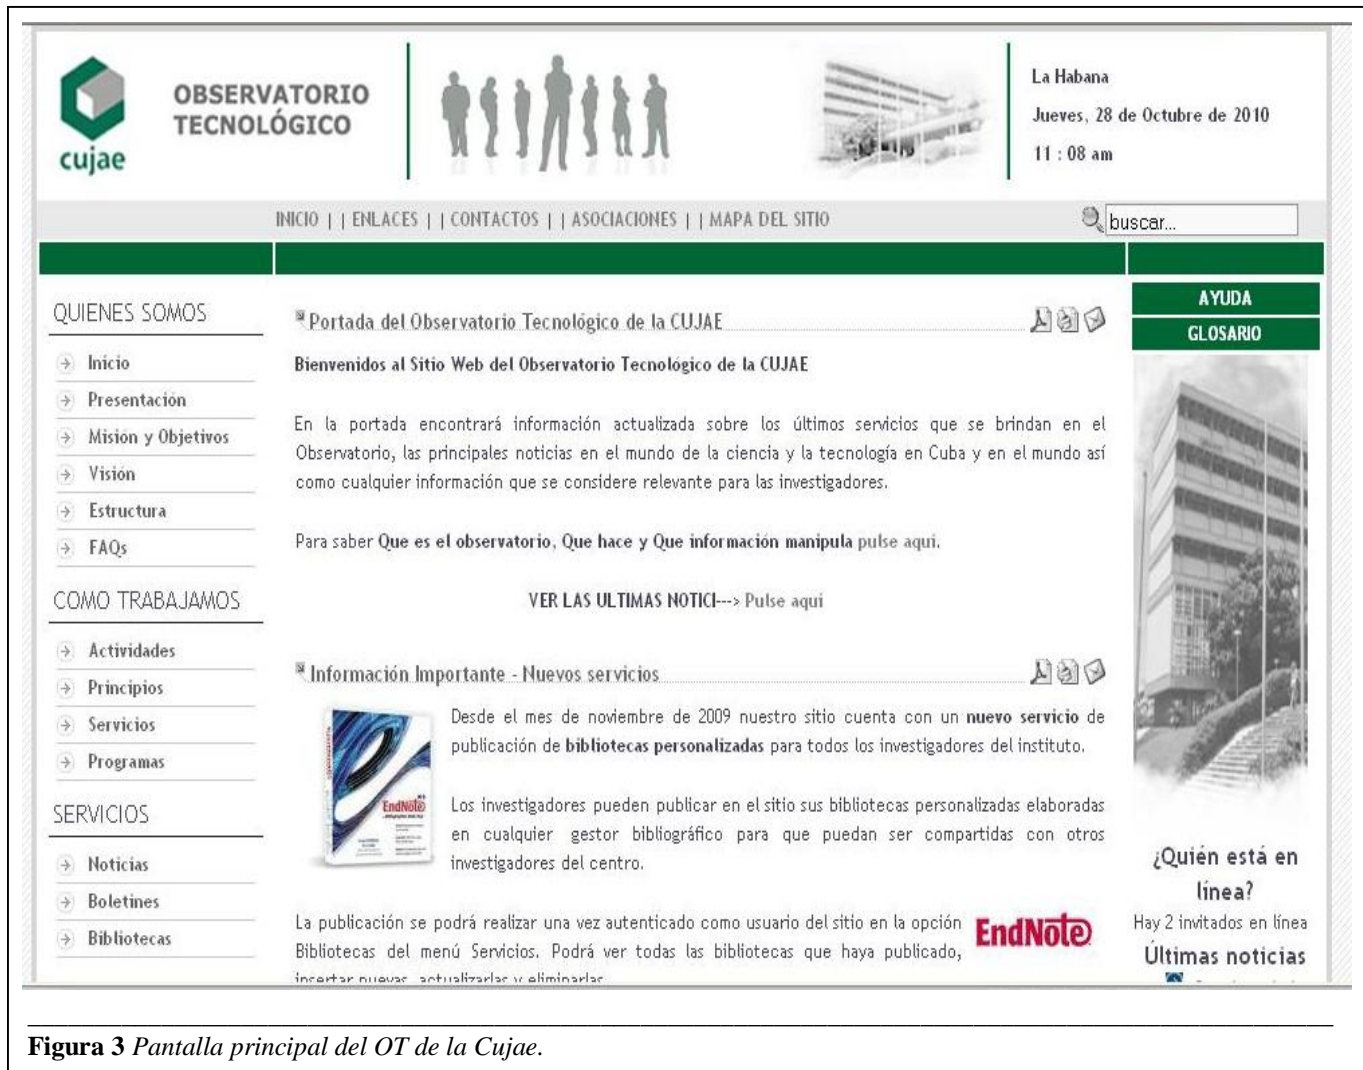 cujae
OBSERVATORIO
TECNOLÓGICO
La Habana
Jueves, 28 de Octubre de 2010
11 : 08 am
INICIO | | ENLACES | | CONTACTOS | | ASOCIACIONES | | MAPA DEL SITIO
buscar...
QUIENES SOMOS
Inicio
Presentación
Misión y Objetivos
Visión
Estructura
FAQs
COMO TRABAJAMOS
Actividades
Principios
Servicios
Programas
SERVICIOS
Noticias
Boletines
Bibliotecas
Portada del Observatorio Tecnológico de la CUJAE
Bienvenidos al Sitio Web del Observatorio Tecnológico de la CUJAE
En la portada encontrará información actualizada sobre los últimos servicios que se brindan en el
Observatorio, las principales noticias en el mundo de la ciencia y la tecnología en Cuba y en el mundo así
como cualquier información que se considere relevante para las investigadores.
Para saber Que es el observatorio, Que hace y Que información manipula pulse aquí.
VER LAS ULTIMAS NOTICI---> Pulse aquí
Información Importante - Nuevos servicios
Desde el mes de noviembre de 2009 nuestro sitio cuenta con un nuevo servicio de
publicación de bibliotecas personalizadas para todos los investigadores del instituto.
EndNote
Los investigadores pueden publicar en el sitio sus bibliotecas personalizadas elaboradas
en cualquier gestor bibliográfico para que puedan ser compartidas con otros
investigadores del centro.
La publicación se podrá realizar una vez autenticado como usuario del sitio en la opción
Bibliotecas del menú Servicios. Podrá ver todas las bibliotecas que haya publicado,
insertar nuevas, actualizarlas y eliminarlas
EndNote
AYUDA
GLOSARIO
¿Quién está en
línea?
Hay 2 invitados en línea
Últimas noticias
Figura 3 Pantalla principal del OT de la Cujae.